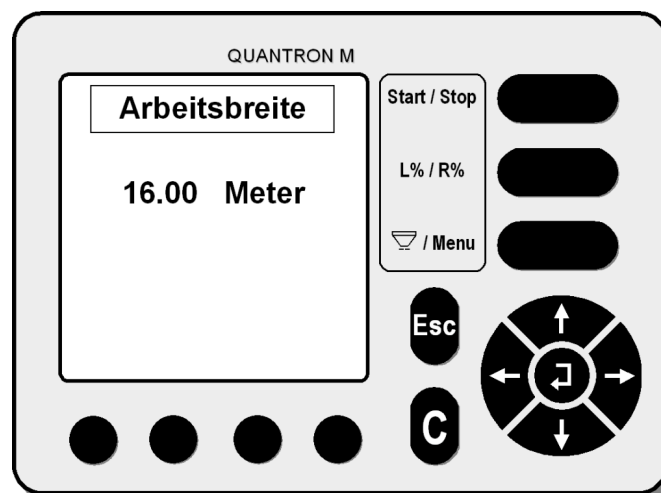 QUANTRON M
Arbeitsbreite
16.00 Meter
Start / Stop
L% / R%
/ Menu
Esc
C